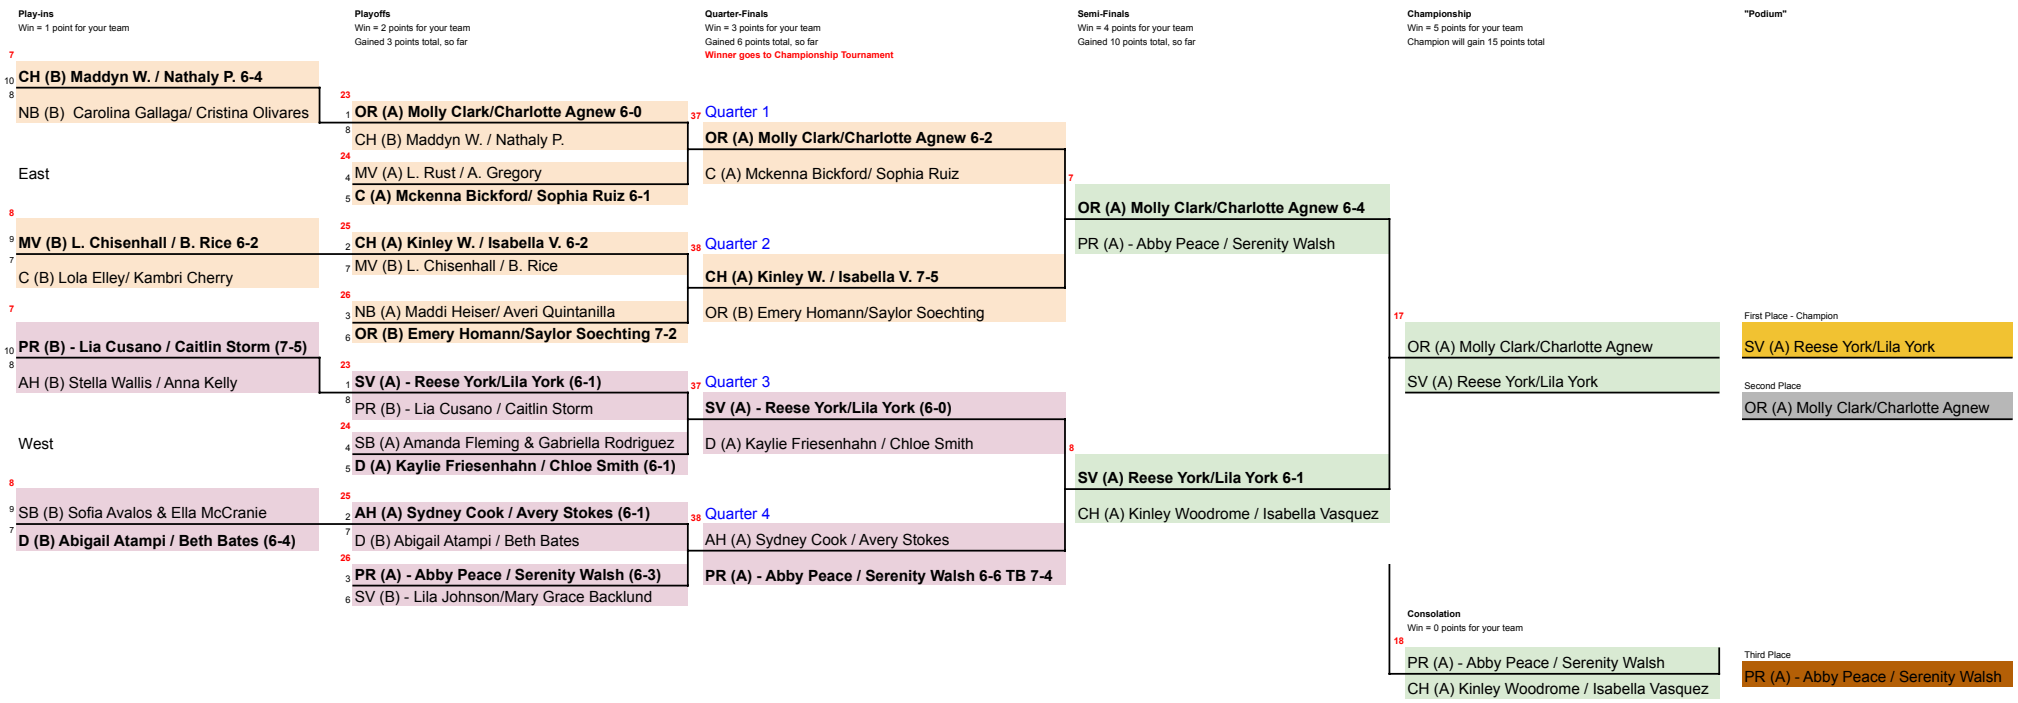 Play-ins
Win = 1 point for your team
7
10 CH (B) Maddyn W. / Nathaly P. 6-4
8
NB (B)  Carolina Gallaga/ Cristina Olivares
East
8
9 MV (B) L. Chisenhall / B. Rice 6-2
7
C (B) Lola Elley/ Kambri Cherry
7
10 PR (B) - Lia Cusano / Caitlin Storm (7-5)
8
AH (B) Stella Wallis / Anna Kelly
West
8
9 SB (B) Sofia Avalos & Ella McCranie
7
D (B) Abigail Atampi / Beth Bates (6-4)
Playoffs
Win = 2 points for your team
Gained 3 points total, so far
23
1 OR (A) Molly Clark/Charlotte Agnew 6-0
8
CH (B) Maddyn W. / Nathaly P.
24
4 MV (A) L. Rust / A. Gregory
5 C (A) Mckenna Bickford/ Sophia Ruiz 6-1
25
2 CH (A) Kinley W. / Isabella V. 6-2
7 MV (B) L. Chisenhall / B. Rice
26
3 NB (A) Maddi Heiser/ Averi Quintanilla
6 OR (B) Emery Homann/Saylor Soechting 7-2
23
1 SV (A) - Reese York/Lila York (6-1)
8
PR (B) - Lia Cusano / Caitlin Storm
24
4 SB (A) Amanda Fleming & Gabriella Rodriguez
5 D (A) Kaylie Friesenhahn / Chloe Smith (6-1)
25
2 AH (A) Sydney Cook / Avery Stokes (6-1)
7
D (B) Abigail Atampi / Beth Bates
26
3 PR (A) - Abby Peace / Serenity Walsh (6-3)
6 SV (B) - Lila Johnson/Mary Grace Backlund
Quarter-Finals
Win = 3 points for your team
Gained 6 points total, so far
Winner goes to Championship Tournament
37 Quarter 1
OR (A) Molly Clark/Charlotte Agnew 6-2
C (A) Mckenna Bickford/ Sophia Ruiz
38 Quarter 2
CH (A) Kinley W. / Isabella V. 7-5
OR (B) Emery Homann/Saylor Soechting
37 Quarter 3
SV (A) - Reese York/Lila York (6-0)
D (A) Kaylie Friesenhahn / Chloe Smith
38 Quarter 4
AH (A) Sydney Cook / Avery Stokes
PR (A) - Abby Peace / Serenity Walsh 6-6 TB 7-4
Semi-Finals
Win = 4 points for your team
Gained 10 points total, so far
7
OR (A) Molly Clark/Charlotte Agnew 6-4
PR (A) - Abby Peace / Serenity Walsh
8
SV (A) Reese York/Lila York 6-1
CH (A) Kinley Woodrome / Isabella Vasquez
Championship
Win = 5 points for your team
Champion will gain 15 points total
17
OR (A) Molly Clark/Charlotte Agnew
SV (A) Reese York/Lila York
Consolation
Win = 0 points for your team
18
PR (A) - Abby Peace / Serenity Walsh
CH (A) Kinley Woodrome / Isabella Vasquez
"Podium"
First Place - Champion
SV (A) Reese York/Lila York
Second Place
OR (A) Molly Clark/Charlotte Agnew
Third Place
PR (A) - Abby Peace / Serenity Walsh